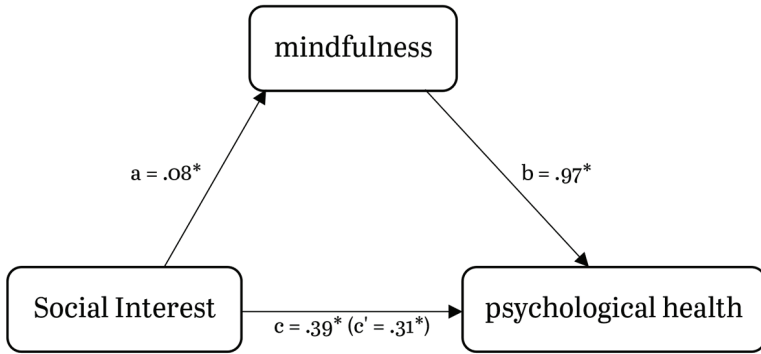 mindfulness
a = .08*
b = .97*
Social Interest
c = .39* (c' = .31*)
psychological health